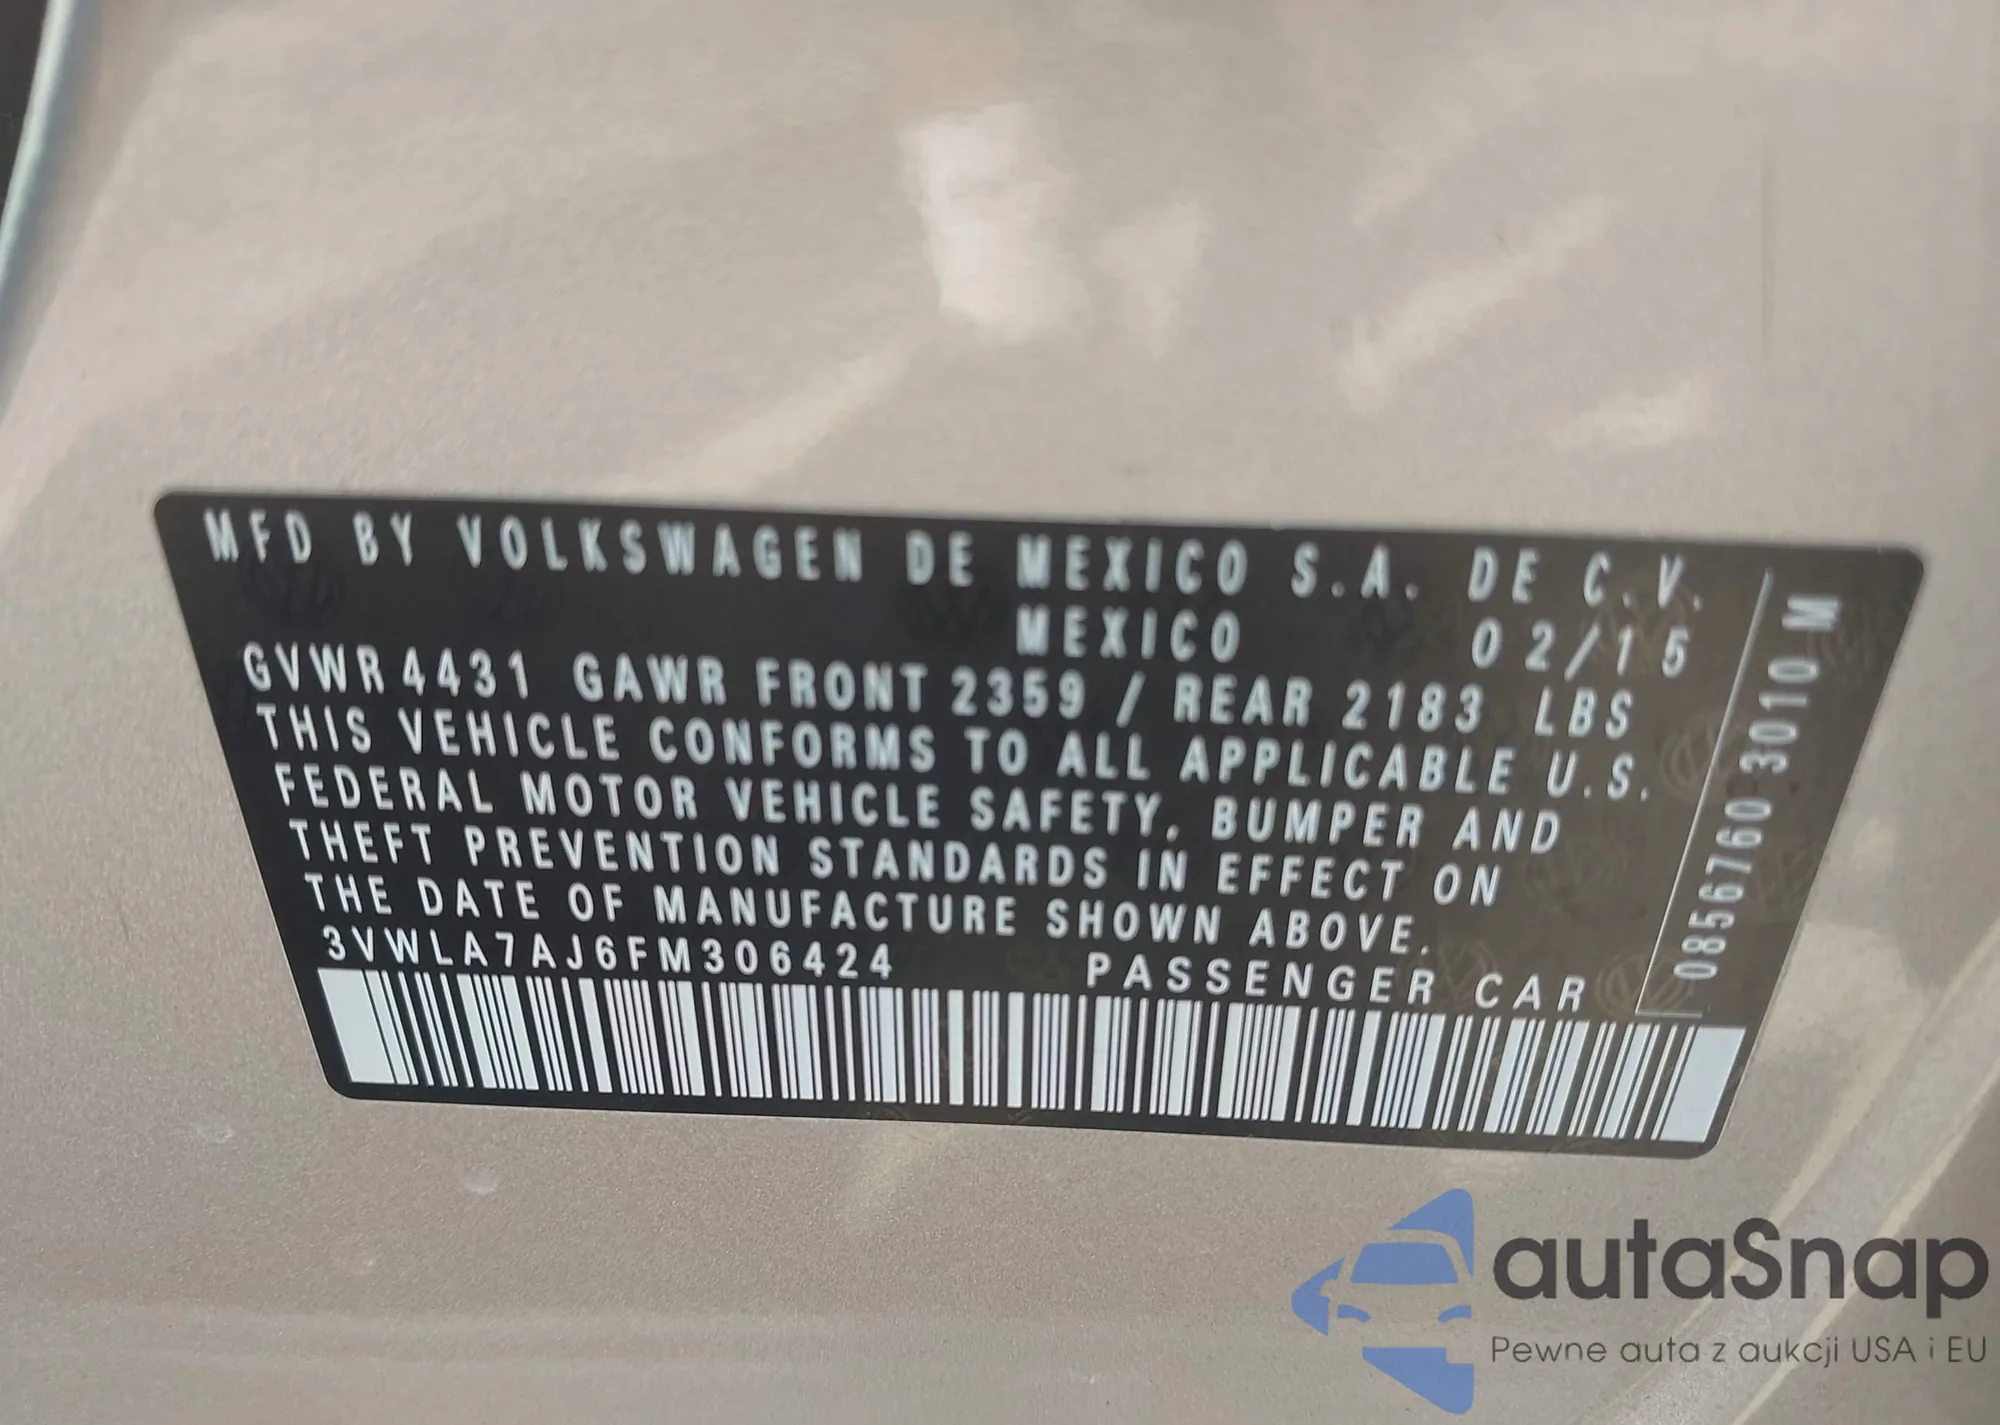 MFD BY VOLKSWAGEN DE MEXICO S.A. DE C.V.
MEXICO 02/15
GVWR 4431 GAWR FRONT 2359 / REAR 2183 LBS
THIS VEHICLE CONFORMS TO ALL APPLICABLE U.S.
FEDERAL MOTOR VEHICLE SAFETY, BUMPER AND
THEFT PREVENTION STANDARDS IN EFFECT ON
THE DATE OF MANUFACTURE SHOWN ABOVE.
3VWLA7AJ6FM306424 PASSENGER CAR
0856760 3010 M
autaSnap
Pewne auta z aukcji USA i EU